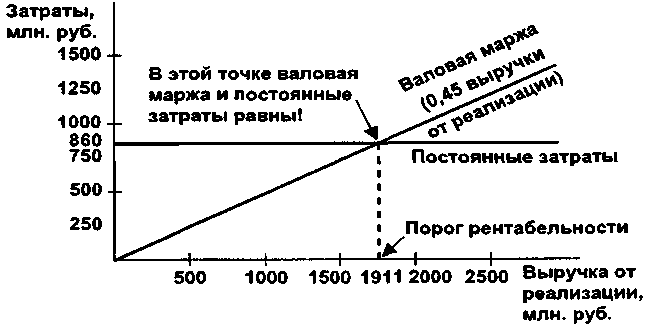 Затраты,
млн. руб.
1500
1250
1000
860
750
500
250
В этой точке валовая
маржа и постоянные
затраты равны!
Валовая маржа
(0,45 выручки
от реализации)
Постоянные затраты
Порог рентабельности
500 1000 1500 1911 2000 2500
Выручка от
реализации,
млн. руб.